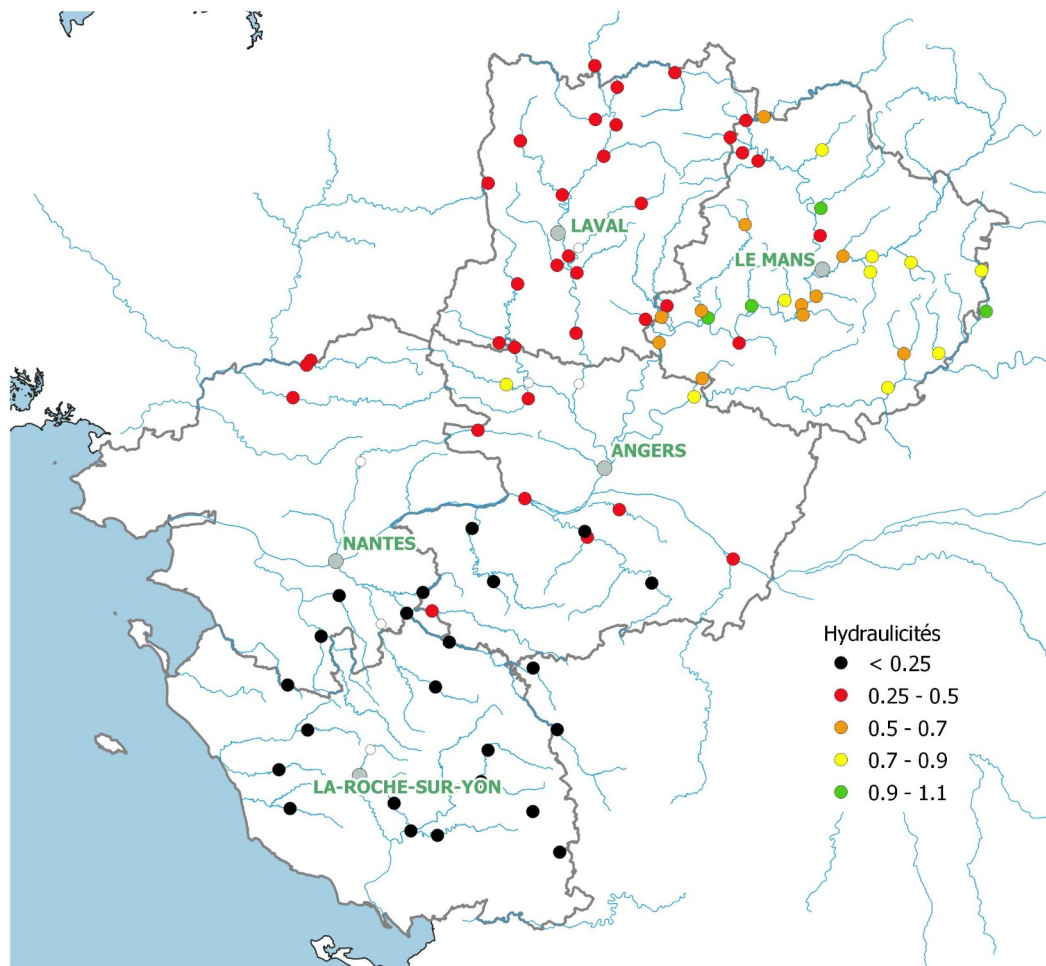 LAVAL
LE MANS
ANGERS
NANTES
LA-ROCHE-SUR-YON
Hydraulicités
< 0.25
0.25 - 0.5
0.5 - 0.7
0.7 - 0.9
0.9 - 1.1